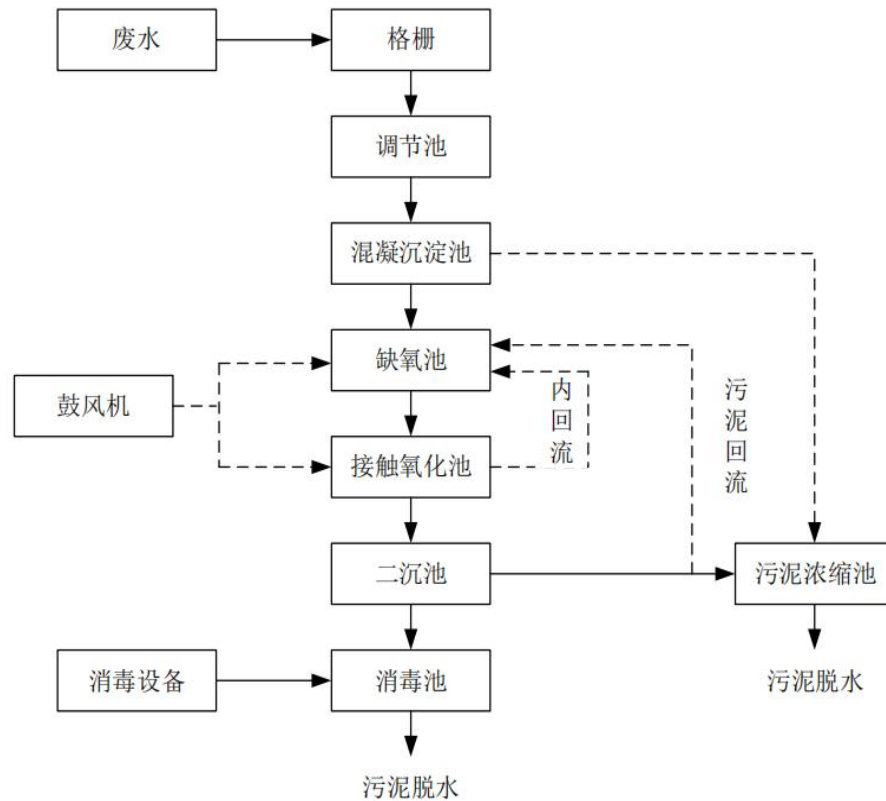 废水
格栅
调节池
混凝沉淀池
缺氧池
鼓风机
内回流
污泥回流
接触氧化池
二沉池
污泥浓缩池
消毒设备
消毒池
污泥脱水
污泥脱水